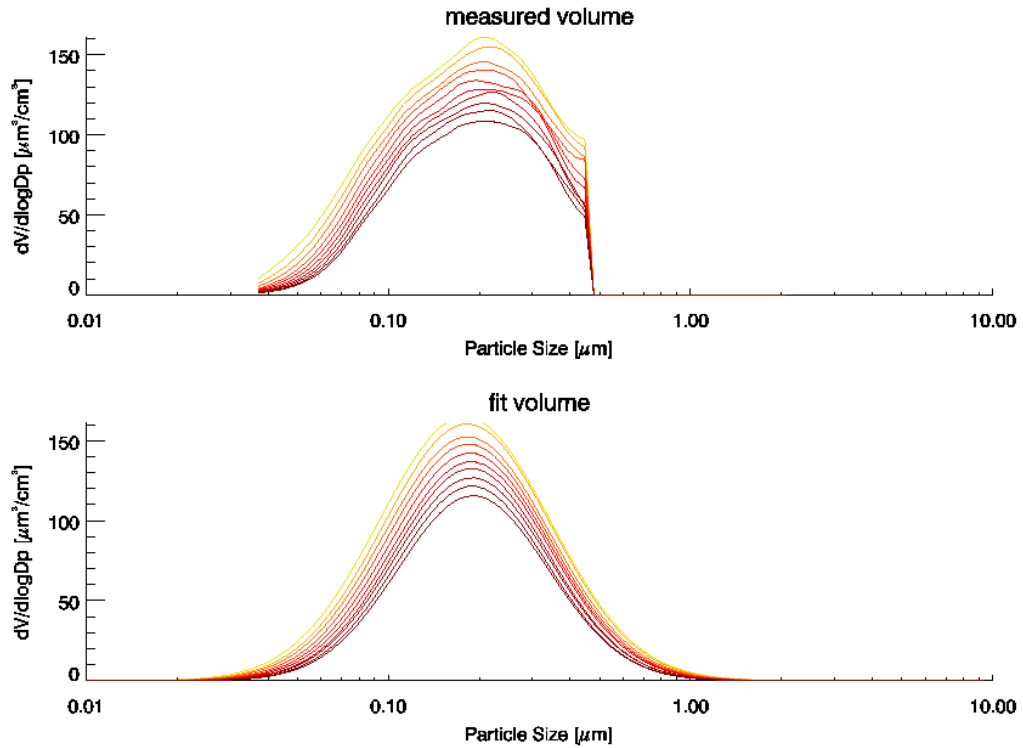 measured volume
dV/dlogDp [μm³/cm³]
150
100
50
0
0.01 0.10 1.00 10.00
Particle Size [μm]
fit volume
dV/dlogDp [μm³/cm³]
150
100
50
0
0.01 0.10 1.00 10.00
Particle Size [μm]